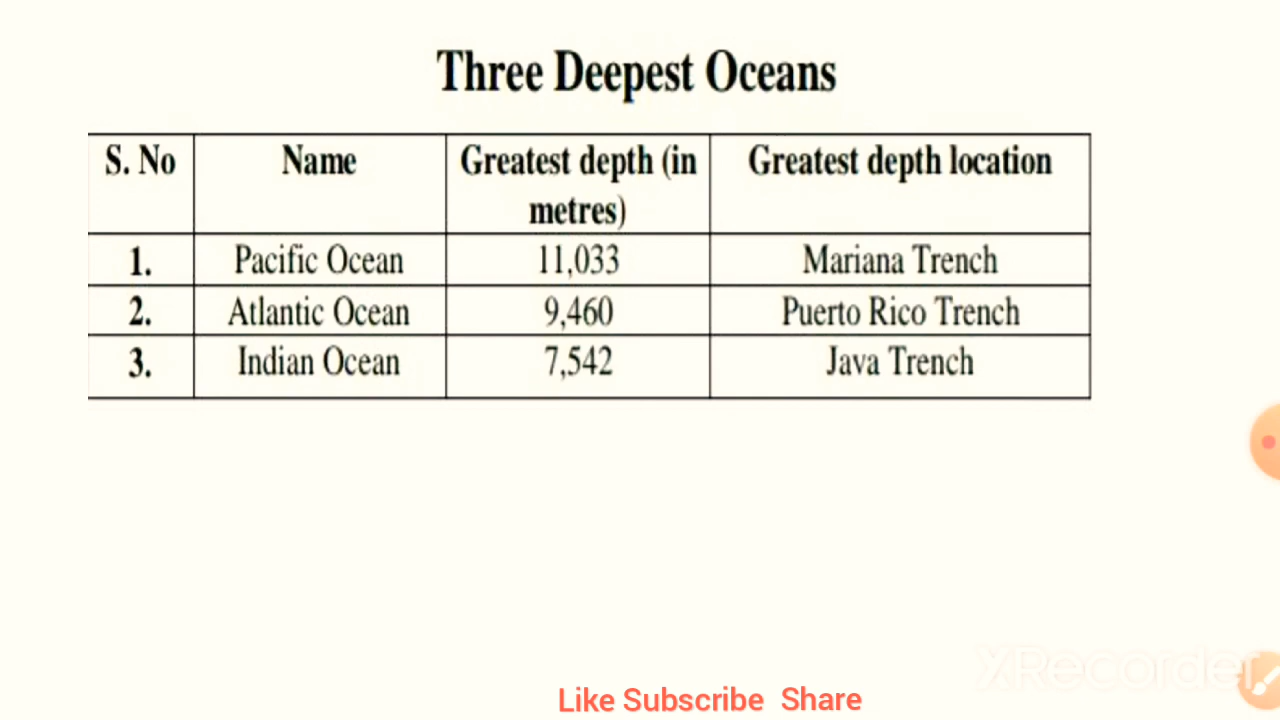 Three Deepest Oceans
S. No Name Greatest depth (in metres) Greatest depth location
1. Pacific Ocean 11,033 Mariana Trench
2. Atlantic Ocean 9,460 Puerto Rico Trench
3. Indian Ocean 7,542 Java Trench
XRecorder
Like Subscribe Share